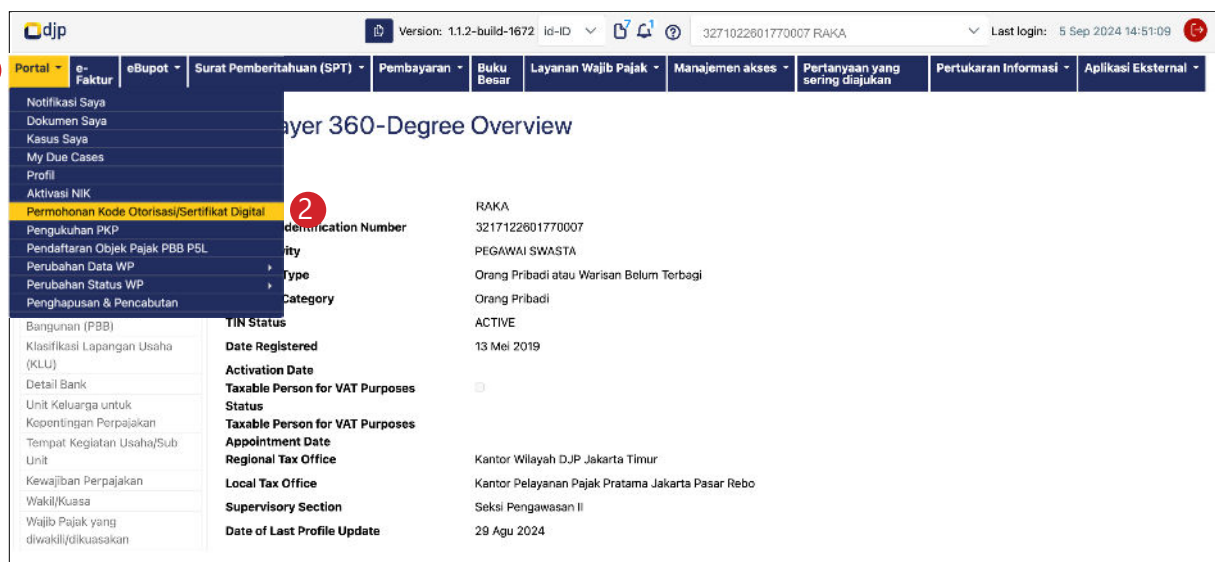 djp Version: 1.1.2-build-1672 id-ID 7 1 3271022601770007 RAKA Last login: 5 Sep 2024 14:51:09
Portal e-Faktur eBupot Surat Pemberitahuan (SPT) Pembayaran Buku Besar Layanan Wajib Pajak Manajemen akses Pertanyaan yang sering diajukan Pertukaran Informasi Aplikasi Eksternal
Notifikasi Saya
Dokumen Saya
Kasus Saya
My Due Cases
Profil
Aktivasi NIK
Permohonan Kode Otorisasi/Sertifikat Digital
2
Pengukuhan PKP
Pendaftaran Objek Pajak PBB P5L
Perubahan Data WP
Perubahan Status WP
Penghapusan & Pencabutan
Bangunan (PBB)
Klasifikasi Lapangan Usaha
(KLU)
Detail Bank
Unit Keluarga untuk
Kepentingan Perpajakan
Tempat Kegiatan Usaha/Sub
Unit
Kewajiban Perpajakan
Wakil/Kuasa
Wajib Pajak yang
diwakili/dikuasakan
ayer 360-Degree Overview
RAKA
dentification Number 3217122601770007
ity PEGAWAI SWASTA
Type Orang Pribadi atau Warisan Belum Terbagi
Category Orang Pribadi
TIN Status ACTIVE
Date Registered 13 Mei 2019
Activation Date
Taxable Person for VAT Purposes
Status
Taxable Person for VAT Purposes
Appointment Date
Regional Tax Office Kantor Wilayah DJP Jakarta Timur
Local Tax Office Kantor Pelayanan Pajak Pratama Jakarta Pasar Rebo
Supervisory Section Seksi Pengawasan II
Date of Last Profile Update 29 Agu 2024